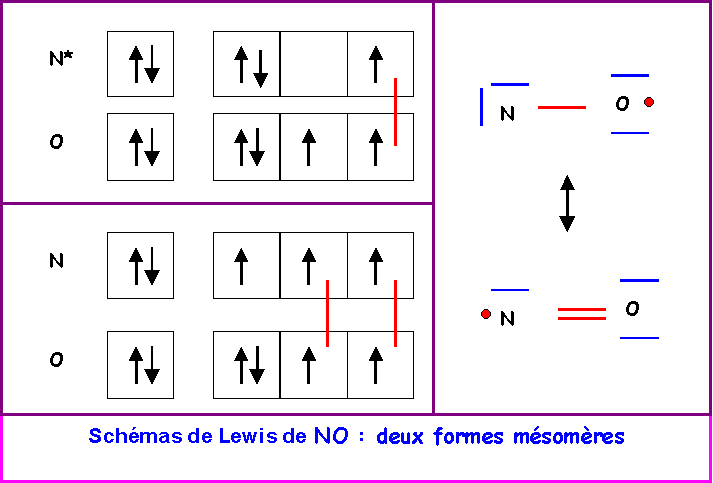 N*
O
N
O
N O
N O
Schémas de Lewis de NO : deux formes mésomères